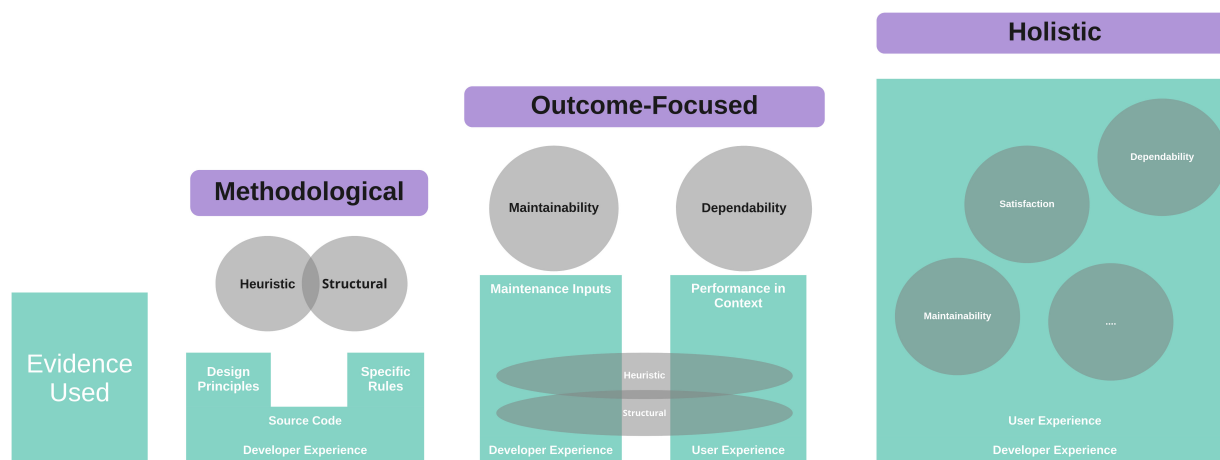 Evidence
Used
Methodological
Heuristic
Structural
Design
Principles
Specific
Rules
Source Code
Developer Experience
Outcome-Focused
Maintainability
Dependability
Maintenance Inputs
Performance in
Context
Heuristic
Structural
Developer Experience
User Experience
Holistic
Dependability
Satisfaction
Maintainability
....
User Experience
Developer Experience